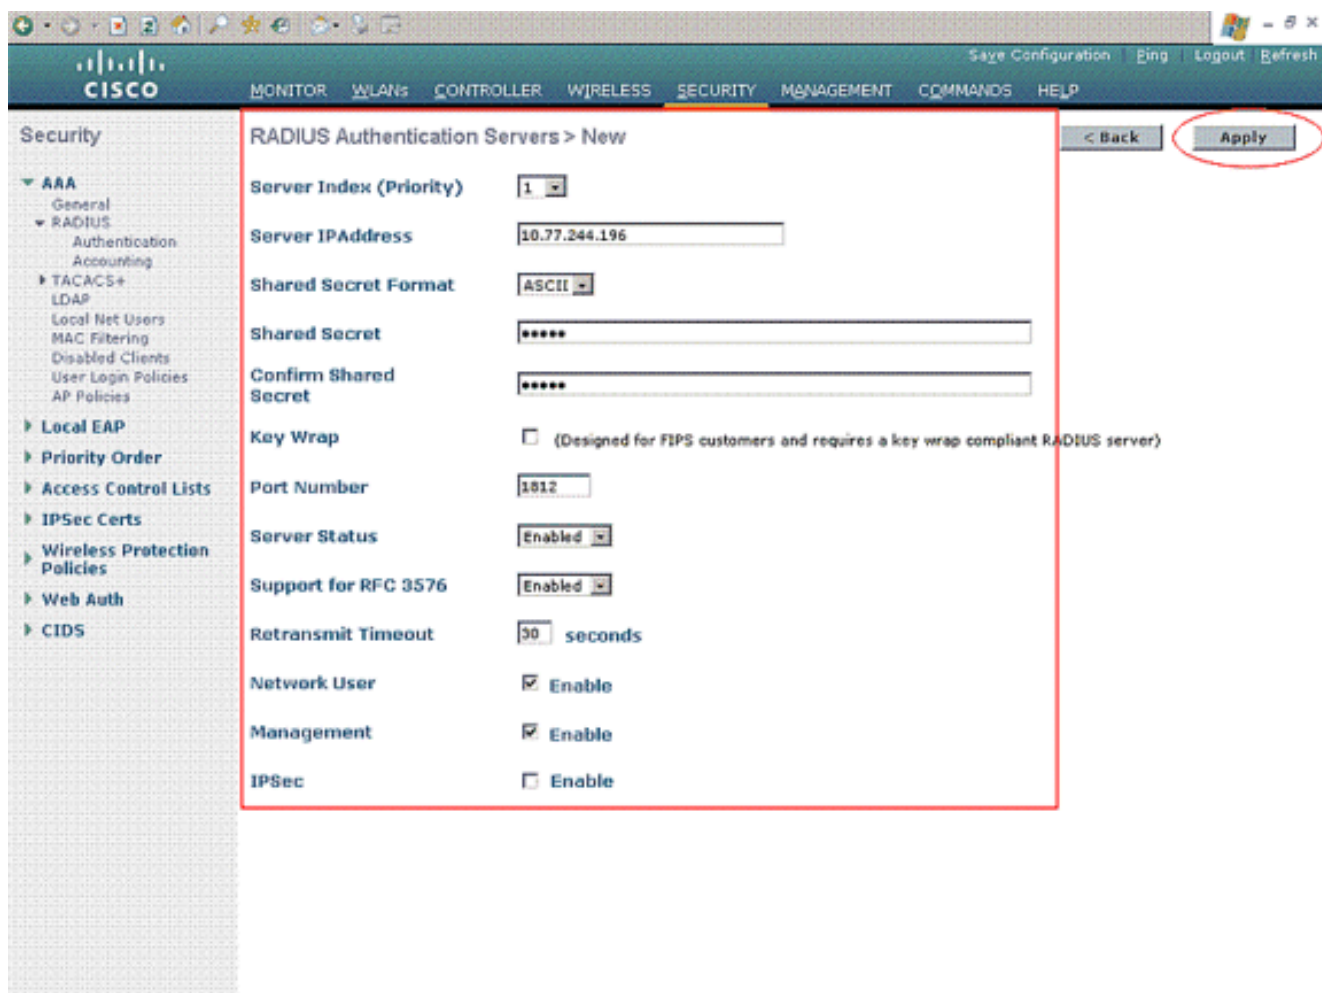 Save Configuration | Ping | Logout | Refresh
CISCO
MONITOR WLANs CONTROLLER WIRELESS SECURITY MANAGEMENT COMMANDS HELP
Security
AAA
General
RADIUS
Authentication
Accounting
TACACS+
LDAP
Local Net Users
MAC Filtering
Disabled Clients
User Login Policies
AP Policies
Local EAP
Priority Order
Access Control Lists
IPSec Certs
Wireless Protection
Policies
Web Auth
CIDS
RADIUS Authentication Servers > New
< Back
Apply
Server Index (Priority) 1
Server IPAddress 10.77.244.196
Shared Secret Format ASCII
Shared Secret •••••
Confirm Shared
Secret •••••
Key Wrap (Designed for FIPS customers and requires a key wrap compliant RADIUS server)
Port Number 1812
Server Status Enabled
Support for RFC 3576 Enabled
Retransmit Timeout 30 seconds
Network User Enable
Management Enable
IPSec Enable